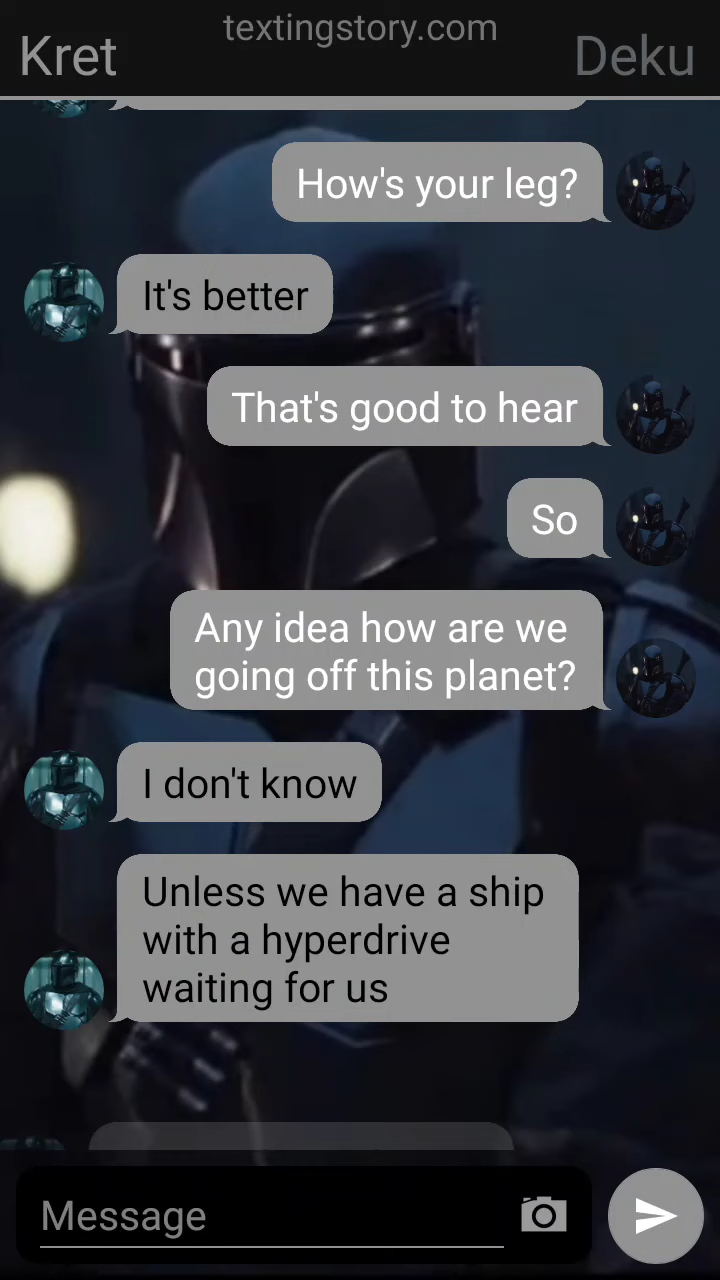 textingstory.com
Kret
Deku
How's your leg?
It's better
That's good to hear
So
Any idea how are we
going off this planet?
I don't know
Unless we have a ship
with a hyperdrive
waiting for us
Message